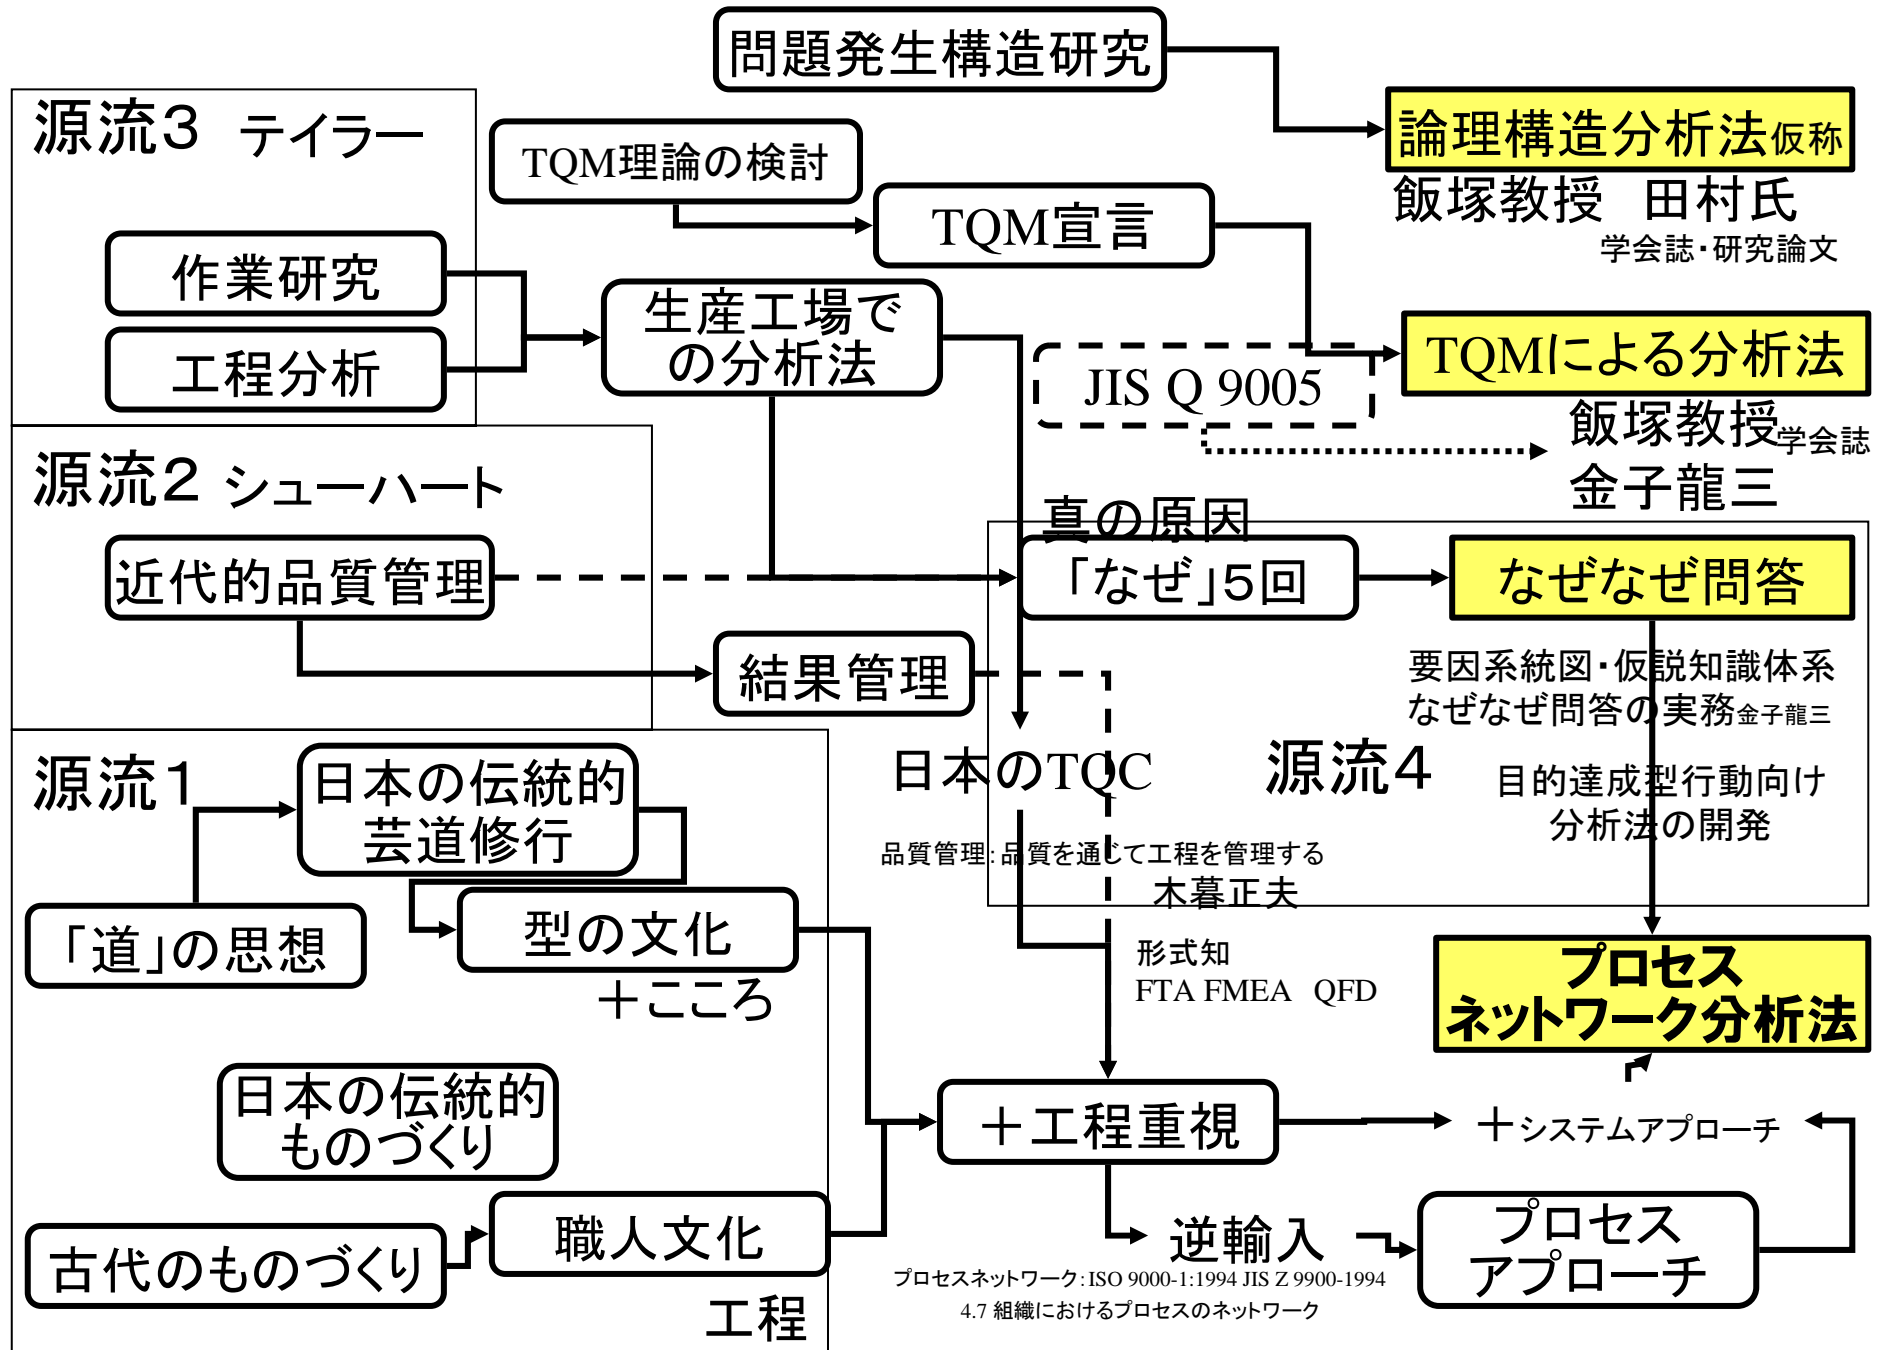 問題発生構造研究
源流3 テイラー
TQM理論の検討
論理構造分析法仮称
飯塚教授 田村氏
学会誌・研究論文
TQM宣言
作業研究
工程分析
生産工場で
の分析法
JIS Q 9005
TQMによる分析法
飯塚教授学会誌
金子龍三
源流2 シューハート
近代的品質管理
真の原因
「なぜ」5回
なぜなぜ問答
結果管理
要因系統図・仮説知識体系
なぜなぜ問答の実務金子龍三
日本のTQC
源流4
目的達成型行動向け
分析法の開発
品質管理:品質を通じて工程を管理する
木暮正夫
源流1
日本の伝統的
芸道修行
「道」の思想
型の文化
+こころ
形式知
FTA FMEA QFD
プロセス
ネットワーク分析法
日本の伝統的
ものづくり
+工程重視
+システムアプローチ
古代のものづくり
職人文化
工程
逆輸入
プロセス
アプローチ
プロセスネットワーク:ISO 9000-1:1994 JIS Z 9900-1994
4.7 組織におけるプロセスのネットワーク